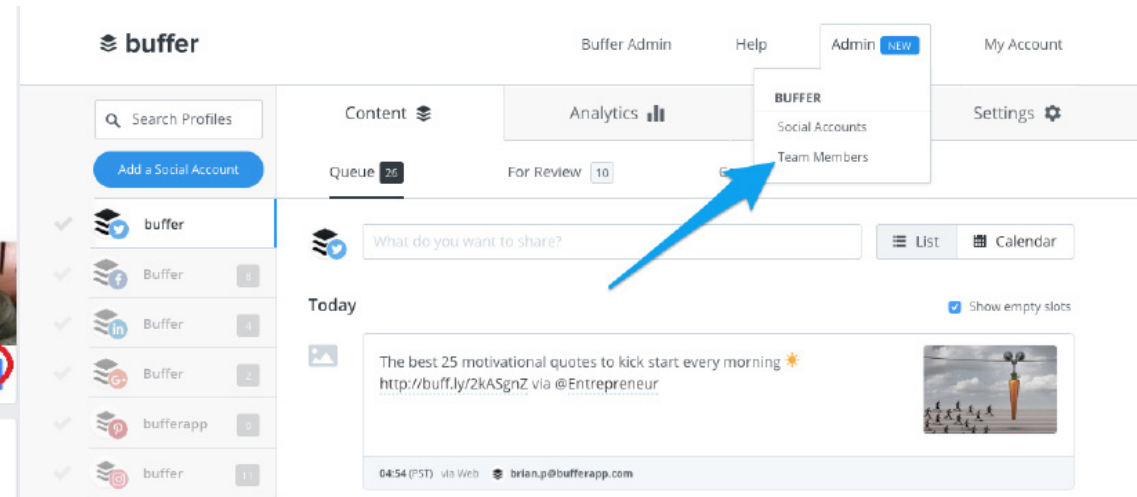 buffer
Buffer Admin
Help
Admin NEW
My Account
BUFFER
Social Accounts
Team Members
Search Profiles
Add a Social Account
Content
Analytics
Settings
Queue 26
For Review 10
buffer
Buffer 8
Buffer 4
Buffer 2
bufferapp 9
buffer 11
What do you want to share?
List
Calendar
Today
Show empty slots
The best 25 motivational quotes to kick start every morning ☀
http://buff.ly/2kASgnZ via @Entrepreneur
04:54 (PST) via Web brian.p@bufferapp.com